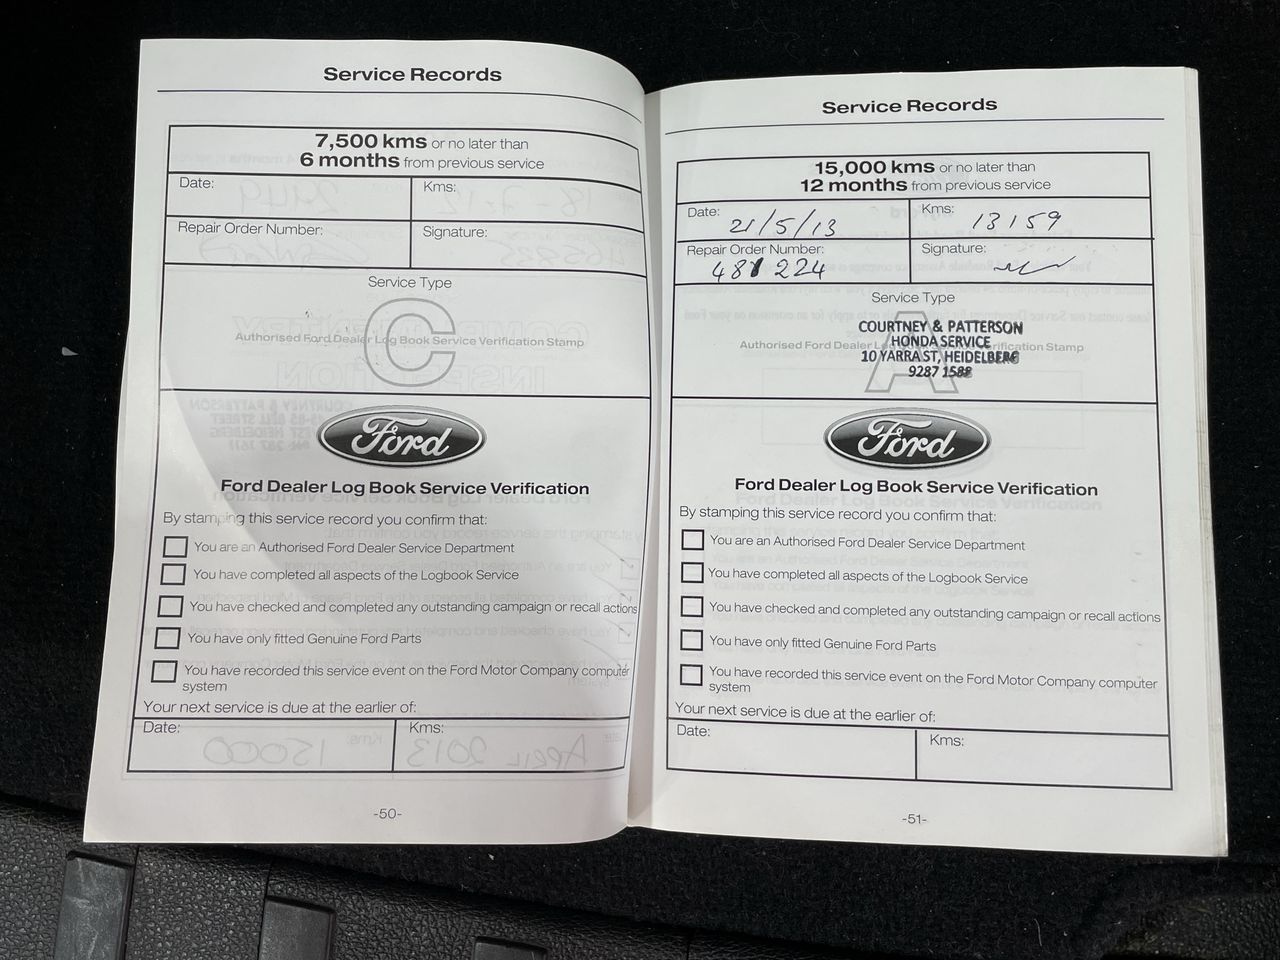 Service Records
7,500 kms or no later than
6 months from previous service
Date:
Kms:
Repair Order Number:
Signature:
Service Type
C
Authorised Ford Dealer Log Book Service Verification Stamp
Ford
Ford Dealer Log Book Service Verification
By stamping this service record you confirm that:
You are an Authorised Ford Dealer Service Department
You have completed all aspects of the Logbook Service
You have checked and completed any outstanding campaign or recall actions
You have only fitted Genuine Ford Parts
You have recorded this service event on the Ford Motor Company computer
system
Your next service is due at the earlier of:
Date:
Kms:
-50-
Service Records
15,000 kms or no later than
12 months from previous service
Date: 21/5/13
Kms: 13159
Repair Order Number:
481 224
Signature:
Service Type
A
COURTNEY & PATTERSON
HONDA SERVICE
Authorised Ford Dealer Log Book Service Verification Stamp
10 YARRA ST, HEIDELBERG
9287 1588
Ford
Ford Dealer Log Book Service Verification
By stamping this service record you confirm that:
You are an Authorised Ford Dealer Service Department
You have completed all aspects of the Logbook Service
You have checked and completed any outstanding campaign or recall actions
You have only fitted Genuine Ford Parts
You have recorded this service event on the Ford Motor Company computer
system
Your next service is due at the earlier of:
Date:
Kms:
-51-